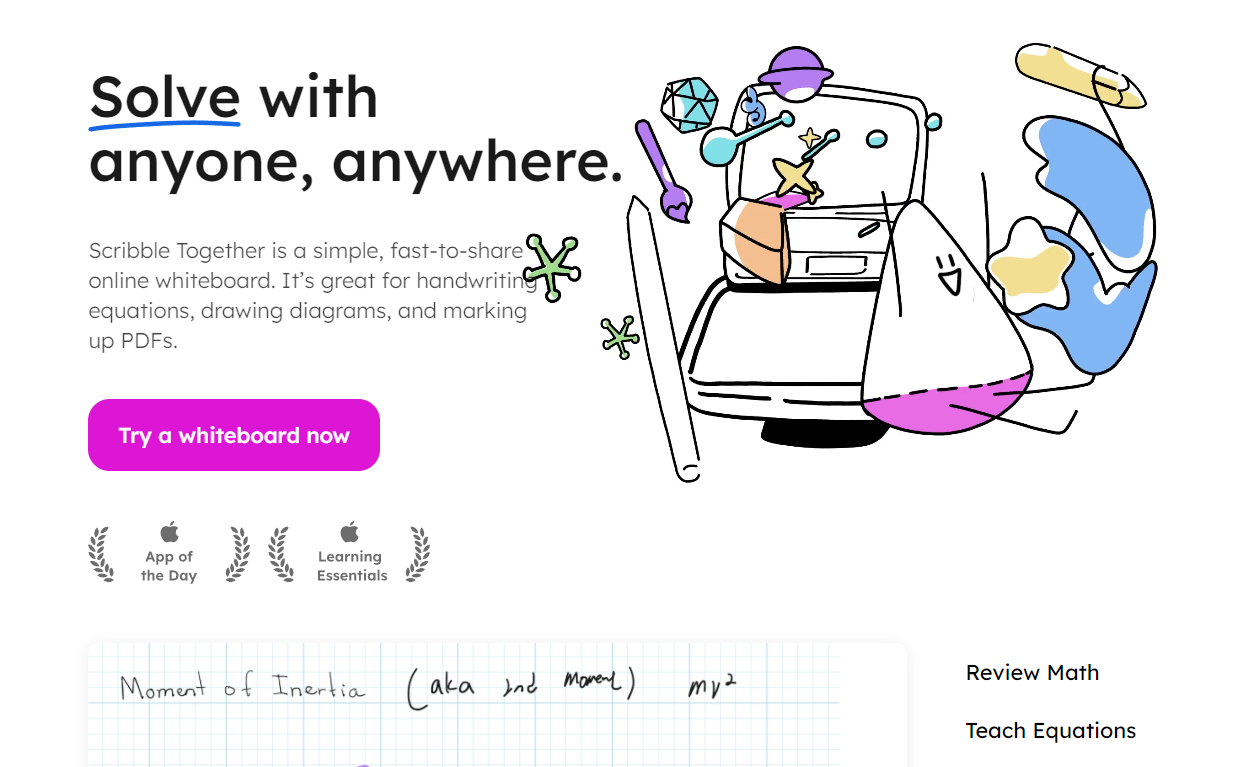 Solve with
anyone, anywhere.
Scribble Together is a simple, fast-to-share
online whiteboard. It’s great for handwriting
equations, drawing diagrams, and marking
up PDFs.
Try a whiteboard now
App of
the Day
Learning
Essentials
Moment of Inertia (aka 2nd Moment) mr²
Review Math
Teach Equations